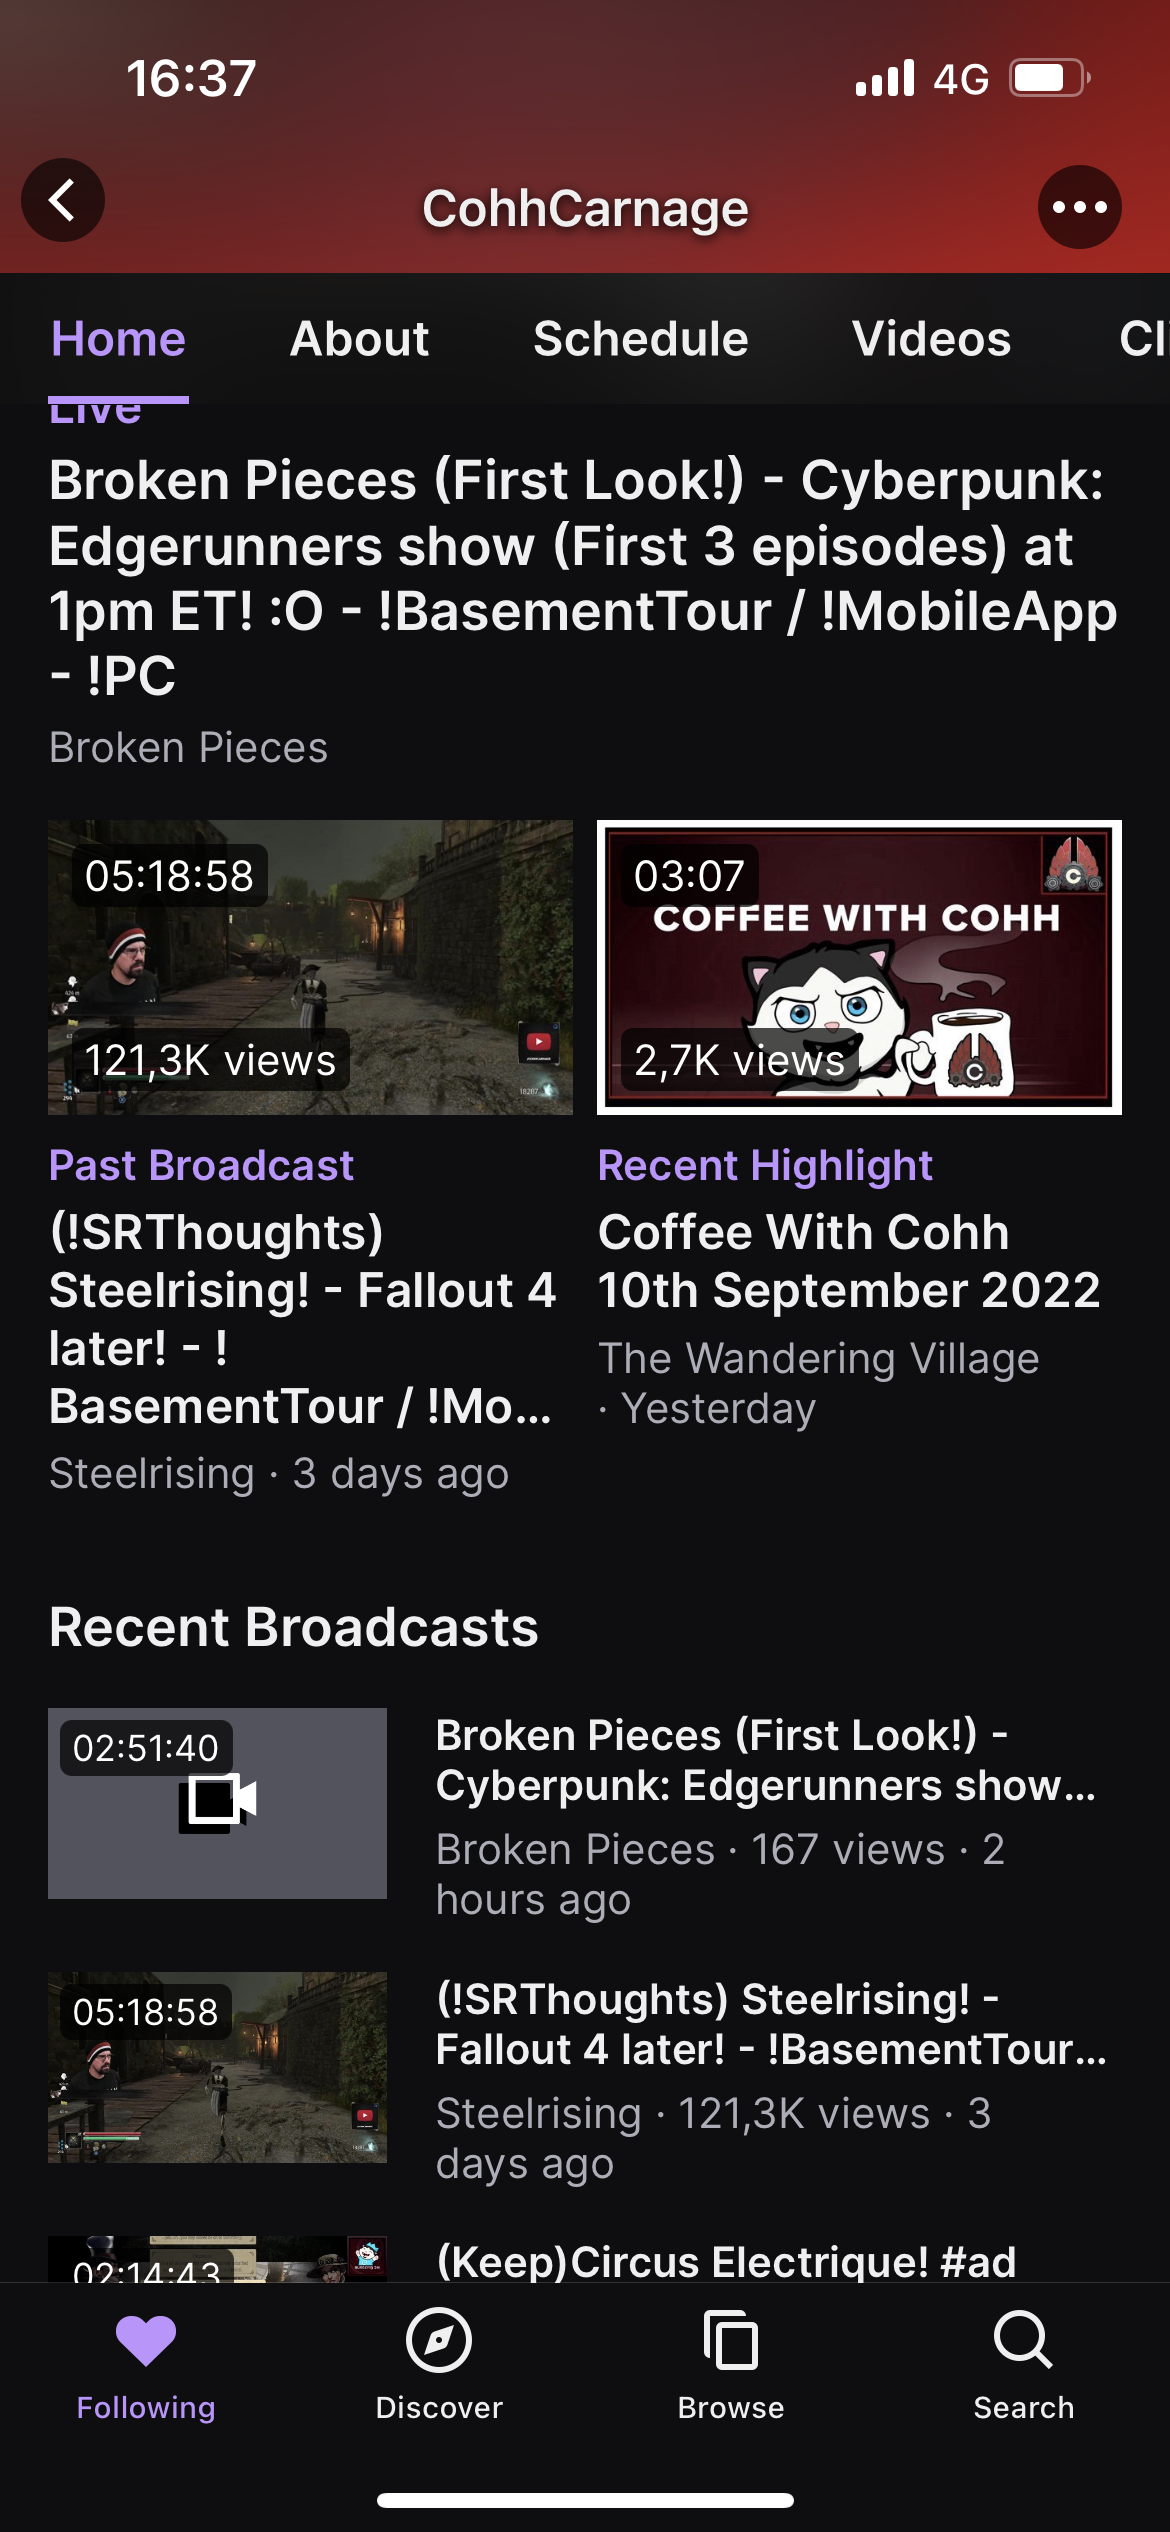 16:37
4G
CohhCarnage
Home About Schedule Videos Cli
Live
Broken Pieces (First Look!) - Cyberpunk:
Edgerunners show (First 3 episodes) at
1pm ET! :O - !BasementTour / !MobileApp
- !PC
Broken Pieces
05:18:58
121,3K views
03:07
COFFEE WITH COHH
C
2,7K views
C
Past Broadcast
(!SRThoughts)
Steelrising! - Fallout 4
later! - !
BasementTour / !Mo...
Steelrising · 3 days ago
Recent Highlight
Coffee With Cohh
10th September 2022
The Wandering Village
· Yesterday
Recent Broadcasts
02:51:40
Broken Pieces (First Look!) -
Cyberpunk: Edgerunners show...
Broken Pieces · 167 views · 2
hours ago
05:18:58
(!SRThoughts) Steelrising! -
Fallout 4 later! - !BasementTour...
Steelrising · 121,3K views · 3
days ago
02:14:43
(Keep)Circus Electrique! #ad
Following Discover Browse Search